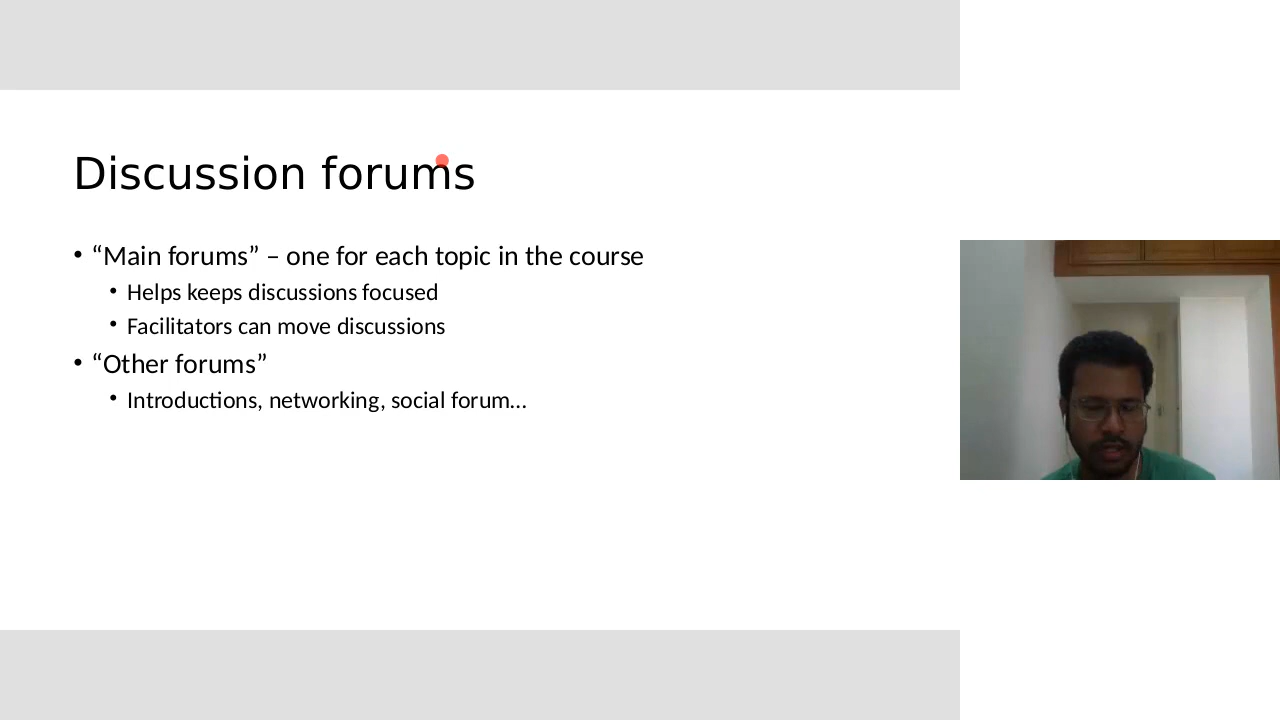 Discussion forums
• “Main forums” – one for each topic in the course
• Helps keeps discussions focused
• Facilitators can move discussions
• “Other forums”
• Introductions, networking, social forum…